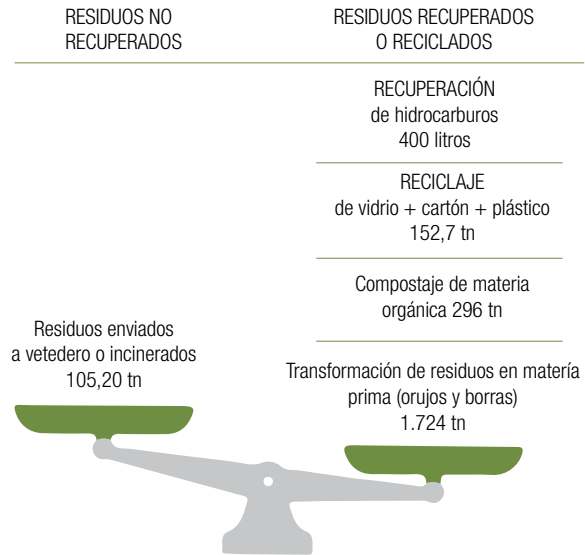 RESIDUOS NO
RECUPERADOS
RESIDUOS RECUPERADOS
O RECICLADOS
RECUPERACIÓN
de hidrocarburos
400 litros
RECICLAJE
de vidrio + cartón + plástico
152,7 tn
Compostaje de materia
orgánica 296 tn
Residuos enviados
a vetedero o incinerados
105,20 tn
Transformación de residuos en matería
prima (orujos y borras)
1.724 tn